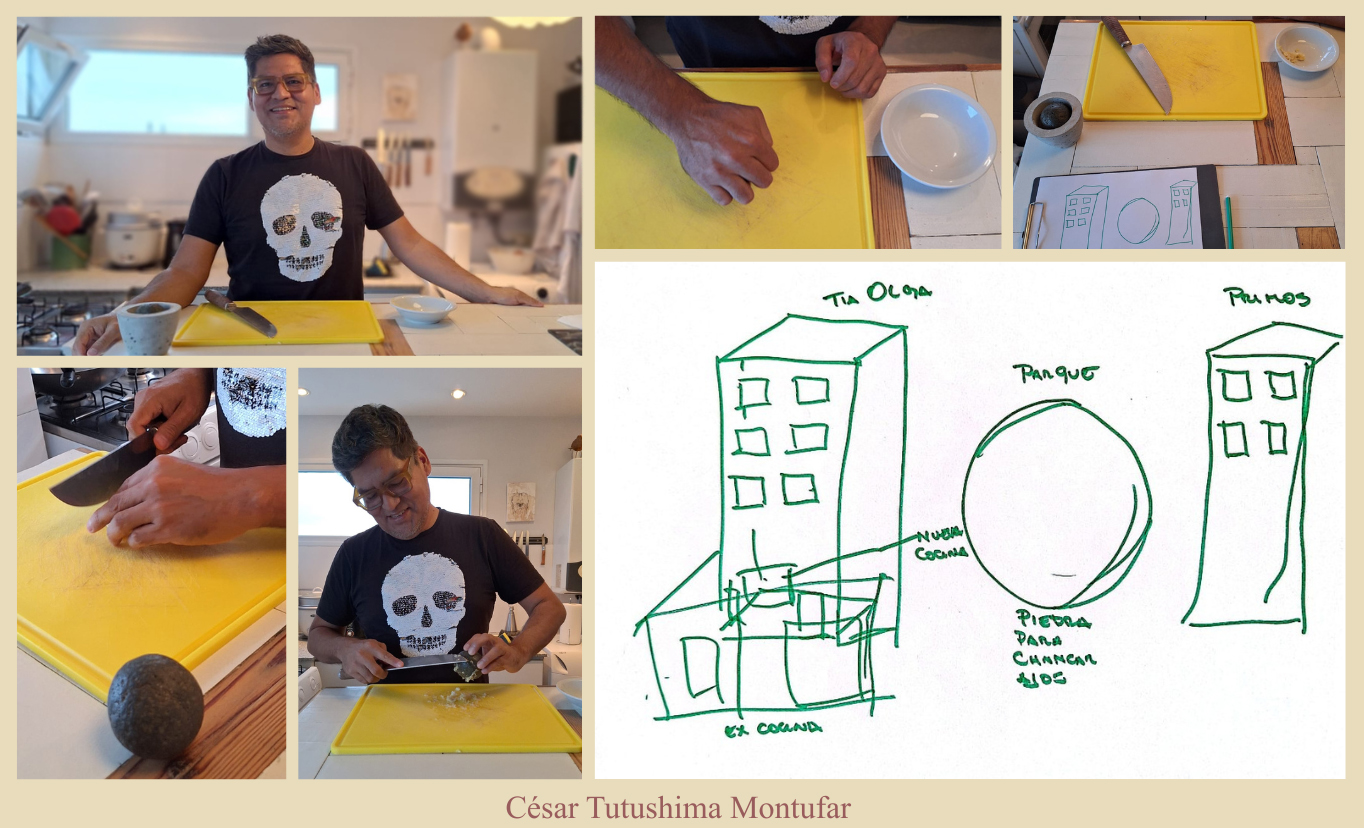 TIA OLGA
PRIMOS
PARQUE
NUEVA
COCINA
PIEDRA
PARA
CHANCAR
AJOS
EX COCINA
César Tutushima Montufar